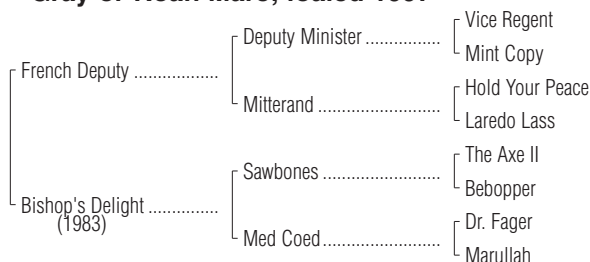 Vice Regent
Deputy Minister ..................
Mint Copy
French Deputy ....................
Hold Your Peace
Mitterand .............................
Laredo Lass
The Axe II
Sawbones ............................
Bebopper
Bishop's Delight ................
(1983)
Dr. Fager
Med Coed............................
Marullah